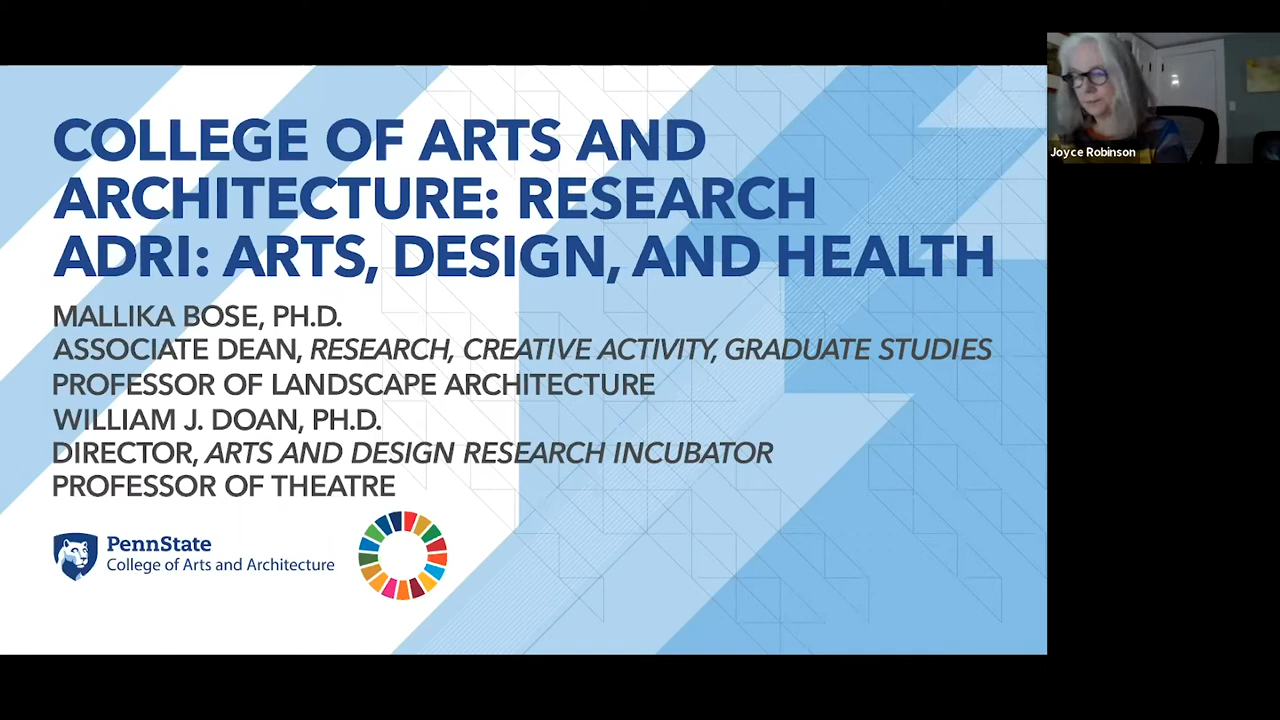 COLLEGE OF ARTS AND
ARCHITECTURE: RESEARCH
ADRI: ARTS, DESIGN, AND HEALTH
MALLIKA BOSE, PH.D.
ASSOCIATE DEAN, RESEARCH, CREATIVE ACTIVITY, GRADUATE STUDIES
PROFESSOR OF LANDSCAPE ARCHITECTURE
WILLIAM J. DOAN, PH.D.
DIRECTOR, ARTS AND DESIGN RESEARCH INCUBATOR
PROFESSOR OF THEATRE
PennState
College of Arts and Architecture
Joyce Robinson